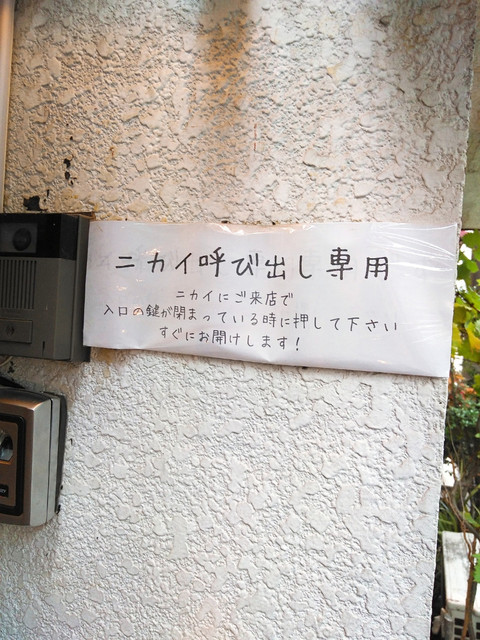 ニカイ呼び出し専用
ニカイにご来店で
入口の鍵が閉まっている時に押して下さい
すぐにお開けします!